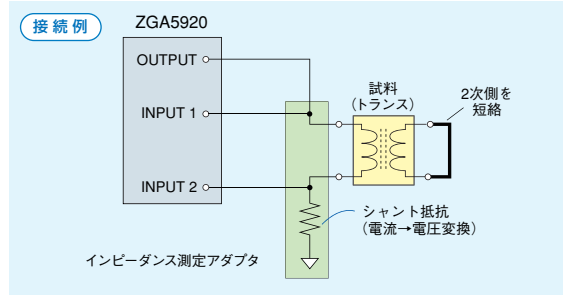 接続例
ZGA5920
OUTPUT
INPUT 1
INPUT 2
試料
(トランス)
2次側を
短絡
シャント抵抗
(電流→電圧変換)
インピーダンス測定アダプタ